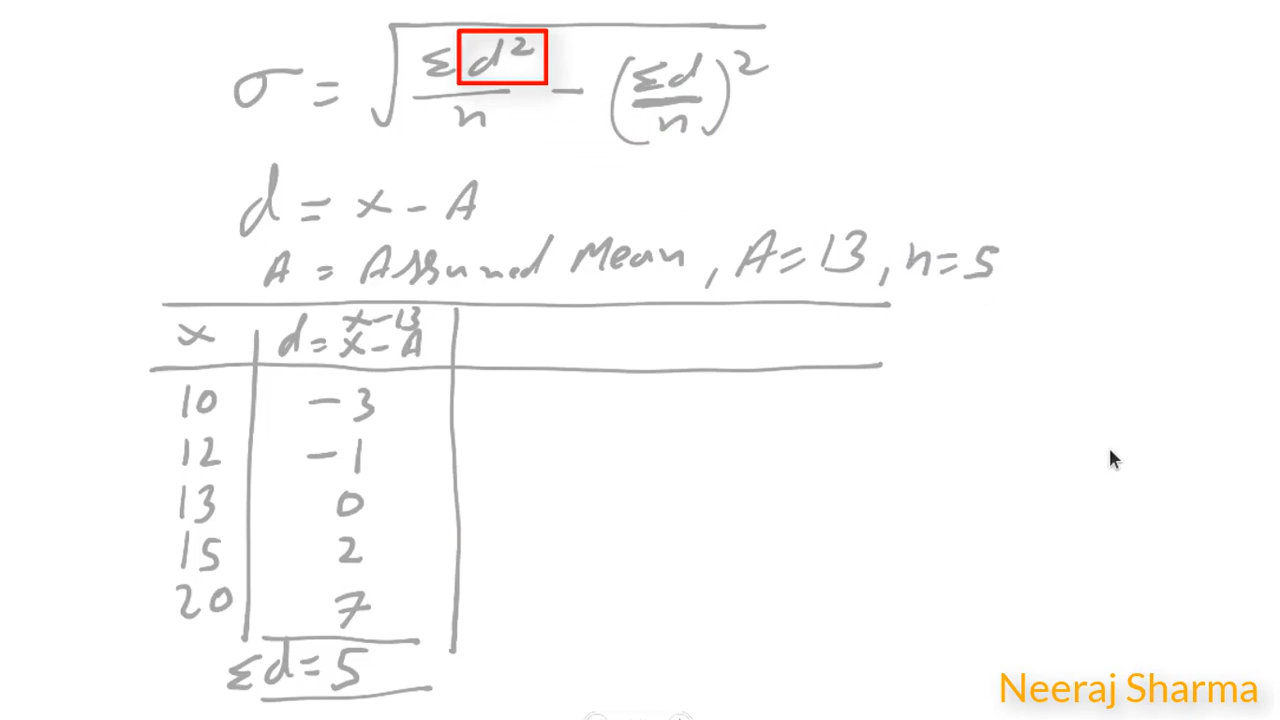 σ = √(Σd²/n − (Σd/n)²)
d = x − A
A = Assumed Mean, A = 13, n = 5
x | d = x − A x − 13
10 | − 3
12 | − 1
13 | 0
15 | 2
20 | 7
Σd = 5
Neeraj Sharma